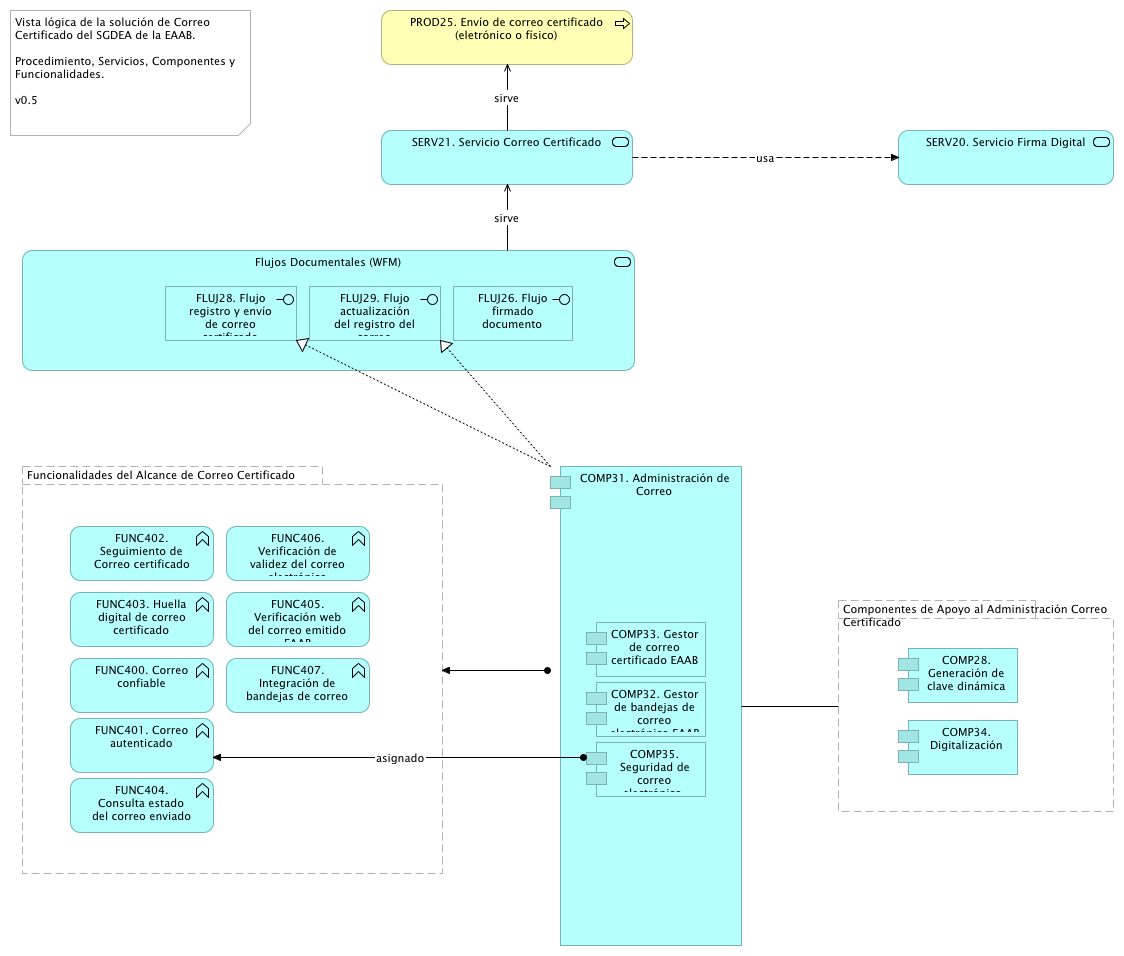 Vista lógica de la solución de Correo
Certificado del SGDEA de la EAAB.
Procedimiento, Servicios, Componentes y
Funcionalidades.
v0.5
PROD25. Envío de correo certificado
(eletrónico o físico)
sirve
SERV21. Servicio Correo Certificado
usa
SERV20. Servicio Firma Digital
sirve
Flujos Documentales (WFM)
FLUJ28. Flujo
registro y envío
de correo
certificado
FLUJ29. Flujo
actualización
del registro del
correo
FLUJ26. Flujo
firmado
documento
Funcionalidades del Alcance de Correo Certificado
FUNC402.
Seguimiento de
Correo certificado
FUNC406.
Verificación de
validez del correo
electrónico
FUNC403. Huella
digital de correo
certificado
FUNC405.
Verificación web
del correo emitido
EAAB
FUNC400. Correo
confiable
FUNC407.
Integración de
bandejas de correo
FUNC401. Correo
autenticado
FUNC404.
Consulta estado
del correo enviado
asignado
COMP31. Administración de
Correo
COMP33. Gestor
de correo
certificado EAAB
COMP32. Gestor
de bandejas de
correo
electrónico EAAB
COMP35.
Seguridad de
correo
electrónico
Componentes de Apoyo al Administración Correo
Certificado
COMP28.
Generación de
clave dinámica
COMP34.
Digitalización